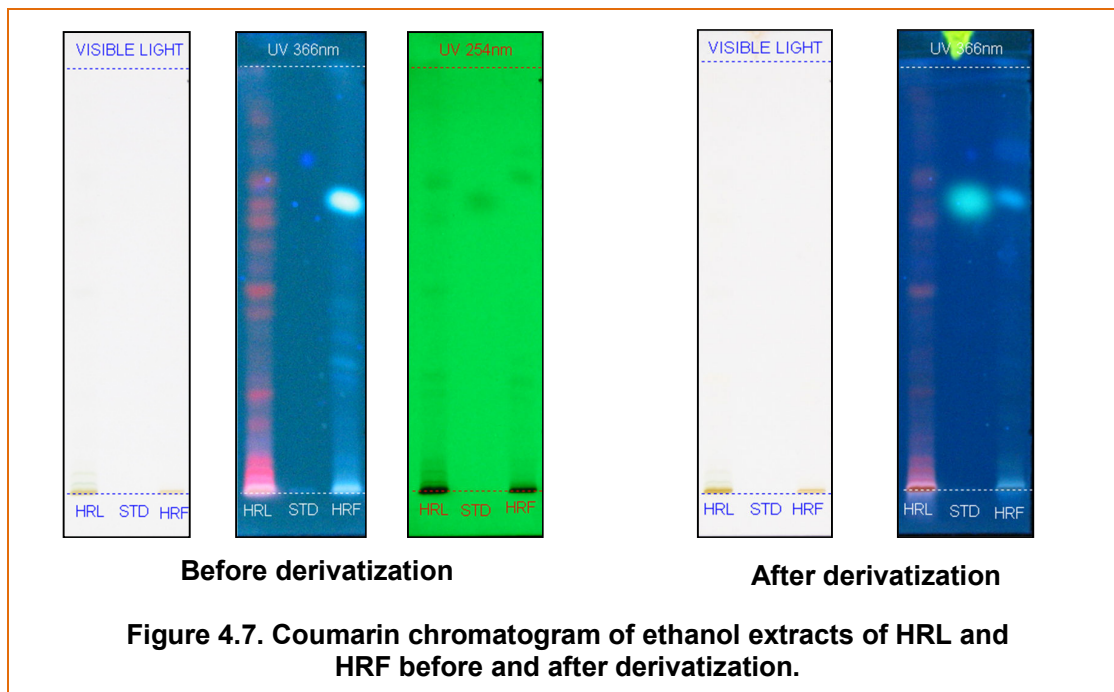 VISIBLE LIGHT
HRL STD HRF
UV 366nm
HRL STD HRF
UV 254nm
HRL STD HRF
VISIBLE LIGHT
HRL STD HRF
UV 366nm
HRL STD HRF
Before derivatization
After derivatization
Figure 4.7. Coumarin chromatogram of ethanol extracts of HRL and
HRF before and after derivatization.